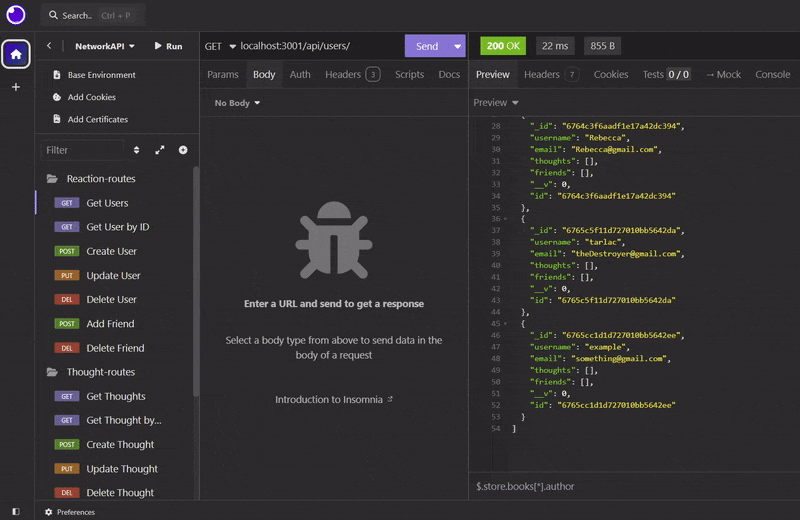 Search.. Ctrl + P
NetworkAPI Run
Base Environment
Add Cookies
Add Certificates
Filter
Reaction-routes
GET Get Users
GET Get User by ID
POST Create User
PUT Update User
DEL Delete User
POST Add Friend
DEL Delete Friend
Thought-routes
GET Get Thoughts
GET Get Thought by...
POST Create Thought
PUT Update Thought
DEL Delete Thought
Preferences
GET localhost:3001/api/users/ Send
Params Body Auth Headers 3 Scripts Docs
No Body
Enter a URL and send to get a response
Select a body type from above to send data in the
body of a request
Introduction to Insomnia
200 OK 22 ms 855 B
Preview Headers 7 Cookies Tests 0 / 0 → Mock Console
Preview
{
28 "_id": "6764c3f6aadf1e17a42dc394",
29 "username": "Rebecca",
30 "email": "Rebecca@gmail.com",
31 "thoughts": [],
32 "friends": [],
33 "__v": 0,
34 "id": "6764c3f6aadf1e17a42dc394"
35 },
36 {
37 "_id": "6765c5f11d727010bb5642da",
38 "username": "tarlac",
39 "email": "theDestroyer@gmail.com",
40 "thoughts": [],
41 "friends": [],
42 "__v": 0,
43 "id": "6765c5f11d727010bb5642da"
44 },
45 {
46 "_id": "6765cc1d1d727010bb5642ee",
47 "username": "example",
48 "email": "something@gmail.com",
49 "thoughts": [],
50 "friends": [],
51 "__v": 0,
52 "id": "6765cc1d1d727010bb5642ee"
53 }
54 ]
$.store.books[*].author